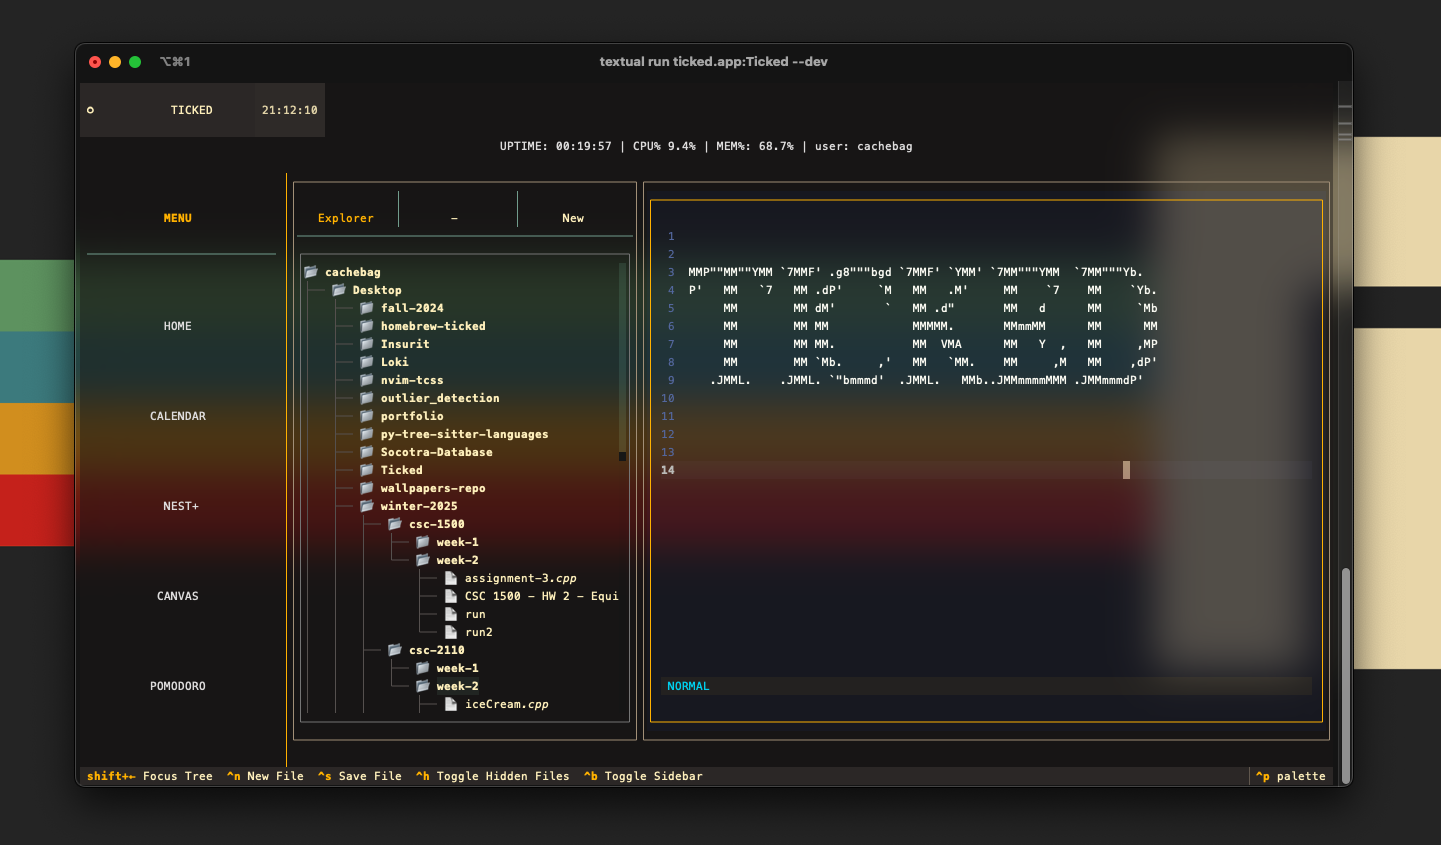 ⌥⌘1
textual run ticked.app:Ticked --dev
TICKED
21:12:10
UPTIME: 00:19:57 | CPU% 9.4% | MEM%: 68.7% | user: cachebag
MENU
HOME
CALENDAR
NEST+
CANVAS
POMODORO
Explorer
—
New
cachebag
Desktop
fall-2024
homebrew-ticked
Insurit
Loki
nvim-tcss
outlier_detection
portfolio
py-tree-sitter-languages
Socotra-Database
Ticked
wallpapers-repo
winter-2025
csc-1500
week-1
week-2
assignment-3.cpp
CSC 1500 - HW 2 - Equi
run
run2
csc-2110
week-1
week-2
iceCream.cpp
1
2
3 MMP""MM""YMM `7MMF' .g8"""bgd `7MMF' `YMM' `7MM"""YMM  `7MM"""Yb.
4 P'   MM   `7   MM .dP'     `M   MM   .M'     MM    `7    MM    `Yb.
5      MM        MM dM'       `   MM .d"       MM   d      MM     `Mb
6      MM        MM MM            MMMMM.       MMmmMM      MM      MM
7      MM        MM MM.           MM  VMA      MM   Y  ,   MM     ,MP
8      MM        MM `Mb.     ,'   MM   `MM.    MM     ,M   MM    ,dP'
9    .JMML.    .JMML. `"bmmmd'  .JMML.   MMb..JMMmmmmMMM .JMMmmmdP'
10
11
12
13
14
NORMAL
shift+← Focus Tree ^n New File ^s Save File ^h Toggle Hidden Files ^b Toggle Sidebar
^p palette